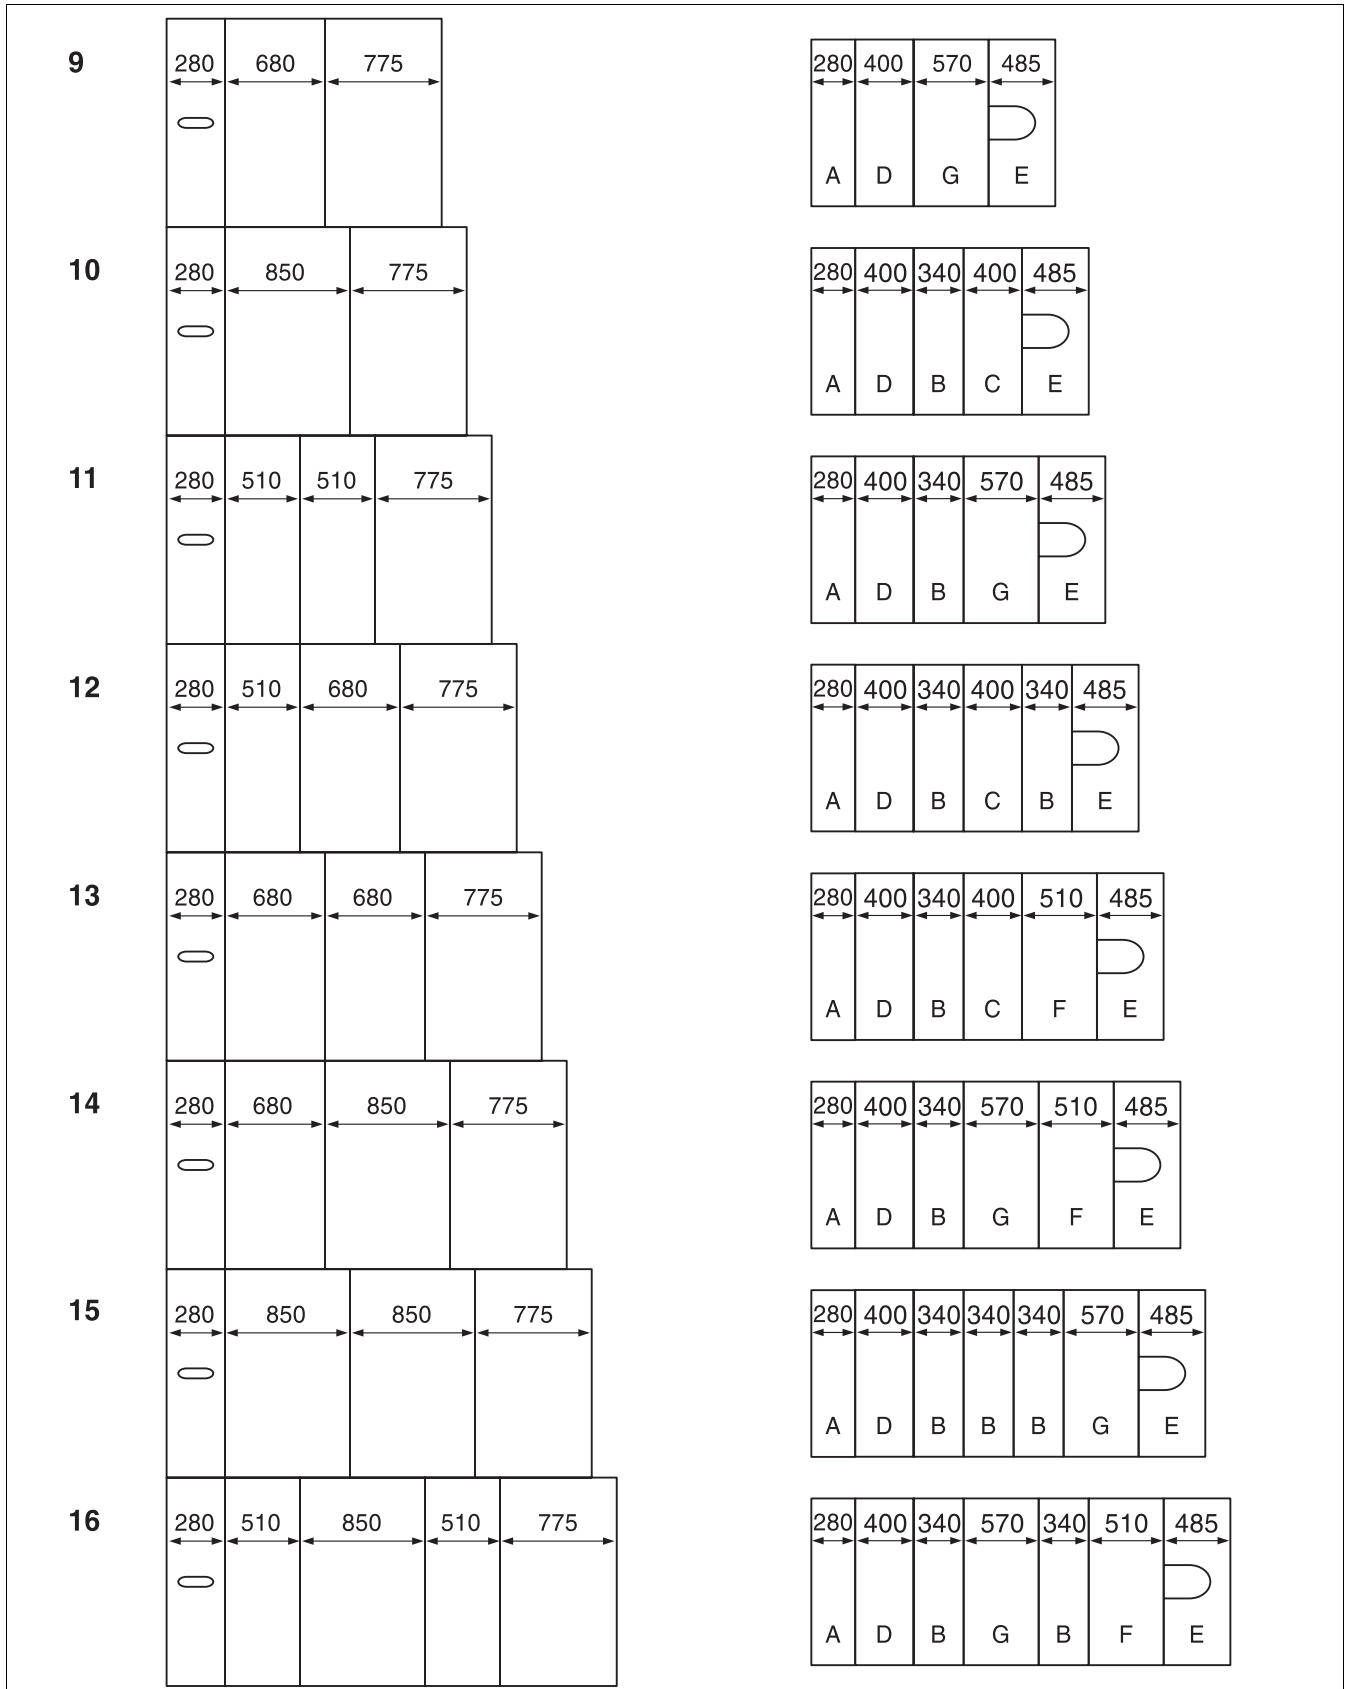 9 280 680 775 280 400 570 485
A D G E
10 280 850 775 280 400 340 400 485
A D B C E
11 280 510 510 775 280 400 340 570 485
A D B G E
12 280 510 680 775 280 400 340 400 340 485
A D B C B E
13 280 680 680 775 280 400 340 400 510 485
A D B C F E
14 280 680 850 775 280 400 340 570 510 485
A D B G F E
15 280 850 850 775 280 400 340 340 340 570 485
A D B B B G E
16 280 510 850 510 775 280 400 340 570 340 510 485
A D B G B F E